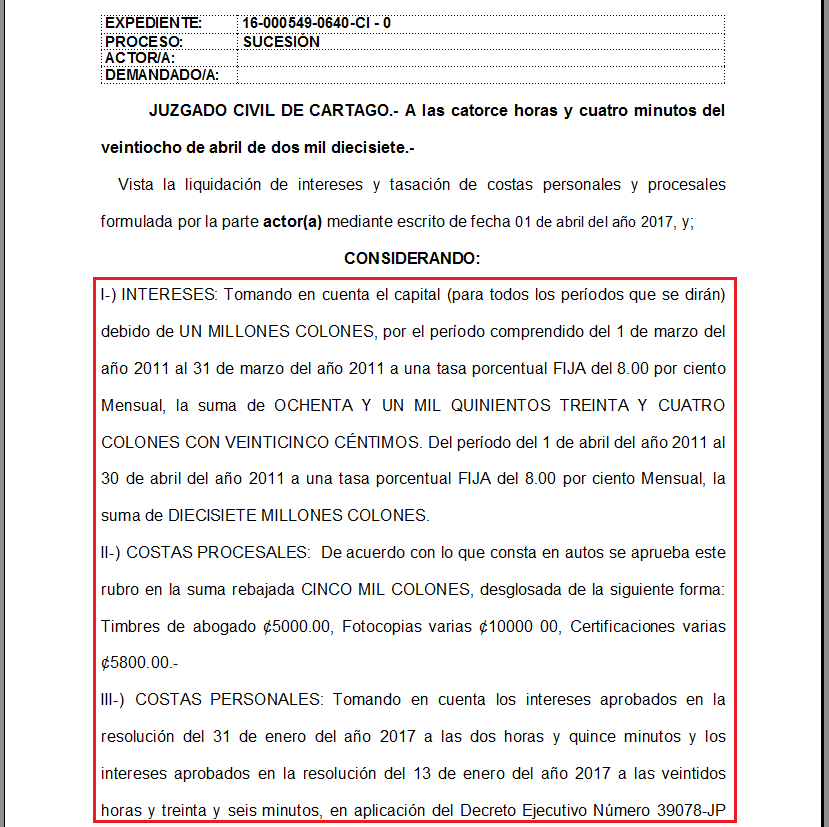 EXPEDIENTE: 16-000549-0640-CI - 0
PROCESO: SUCESIÓN
ACTOR/A:
DEMANDADO/A:
JUZGADO CIVIL DE CARTAGO.- A las catorce horas y cuatro minutos del
veintiocho de abril de dos mil diecisiete.-
Vista la liquidación de intereses y tasación de costas personales y procesales
formulada por la parte actor(a) mediante escrito de fecha 01 de abril del año 2017, y;
CONSIDERANDO:
I-) INTERESES: Tomando en cuenta el capital (para todos los períodos que se dirán)
debido de UN MILLONES COLONES, por el período comprendido del 1 de marzo del
año 2011 al 31 de marzo del año 2011 a una tasa porcentual FIJA del 8.00 por ciento
Mensual, la suma de OCHENTA Y UN MIL QUINIENTOS TREINTA Y CUATRO
COLONES CON VEINTICINCO CÉNTIMOS. Del período del 1 de abril del año 2011 al
30 de abril del año 2011 a una tasa porcentual FIJA del 8.00 por ciento Mensual, la
suma de DIECISIETE MILLONES COLONES.
II-) COSTAS PROCESALES: De acuerdo con lo que consta en autos se aprueba este
rubro en la suma rebajada CINCO MIL COLONES, desglosada de la siguiente forma:
Timbres de abogado ¢5000.00, Fotocopias varias ¢10000 00, Certificaciones varias
¢5800.00.-
III-) COSTAS PERSONALES: Tomando en cuenta los intereses aprobados en la
resolución del 31 de enero del año 2017 a las dos horas y quince minutos y los
intereses aprobados en la resolución del 13 de enero del año 2017 a las veintidos
horas y treinta y seis minutos, en aplicación del Decreto Ejecutivo Número 39078-JP